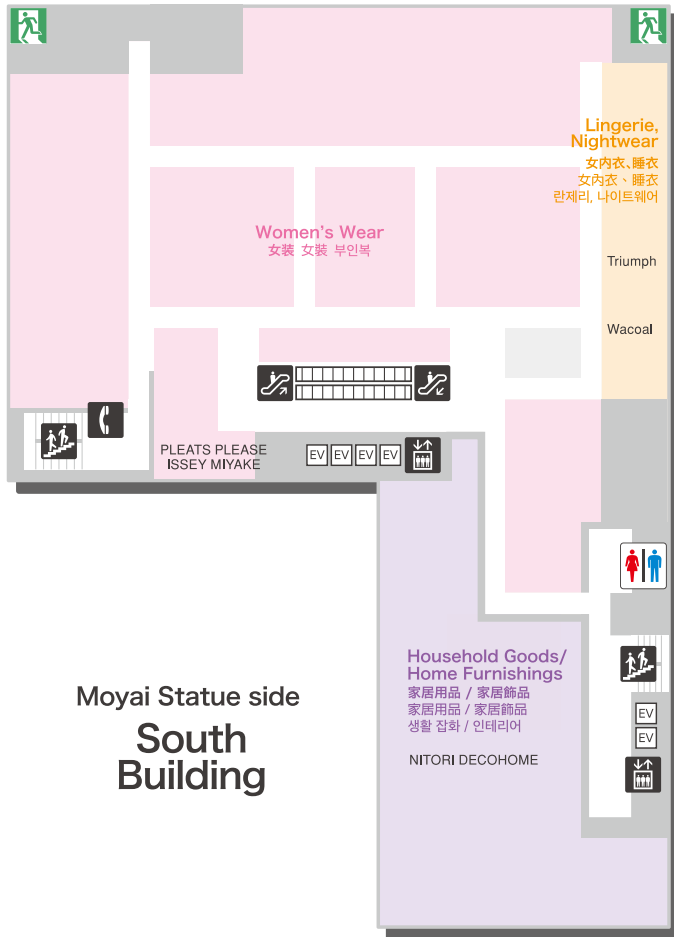 Lingerie,
Nightwear
女内衣、睡衣
女內衣、睡衣
란제리, 나이트웨어
Women's Wear
女装 女裝 부인복
Triumph
Wacoal
PLEATS PLEASE
ISSEY MIYAKE
EV EV EV EV
Household Goods/
Home Furnishings
家居用品 / 家居饰品
家居用品 / 家居飾品
생활 잡화 / 인테리어
NITORI DECOHOME
Moyai Statue side
South
Building
EV
EV